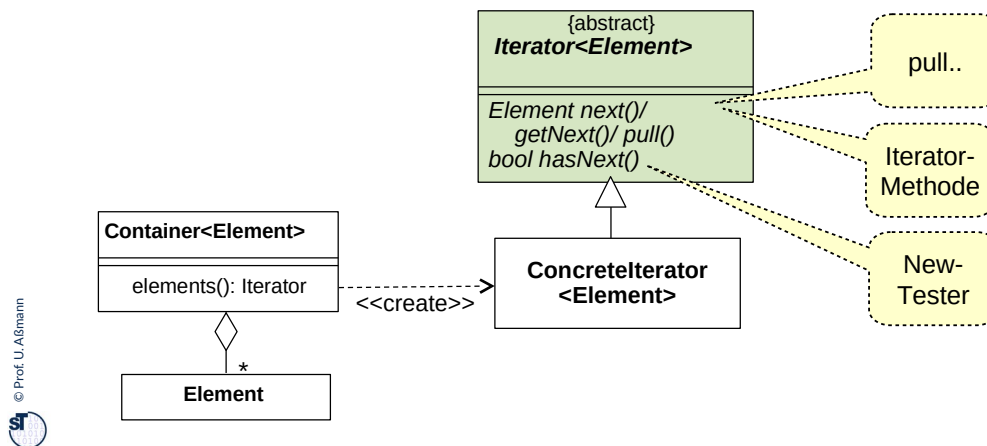 {abstract}
Iterator<Element>
Element next()/
getNext()/ pull()
bool hasNext()
pull..
Iterator-
Methode
New-
Tester
Container<Element>
elements(): Iterator
<<create>>
ConcreteIterator
<Element>
*
Element
© Prof. U. Aßmann
ST